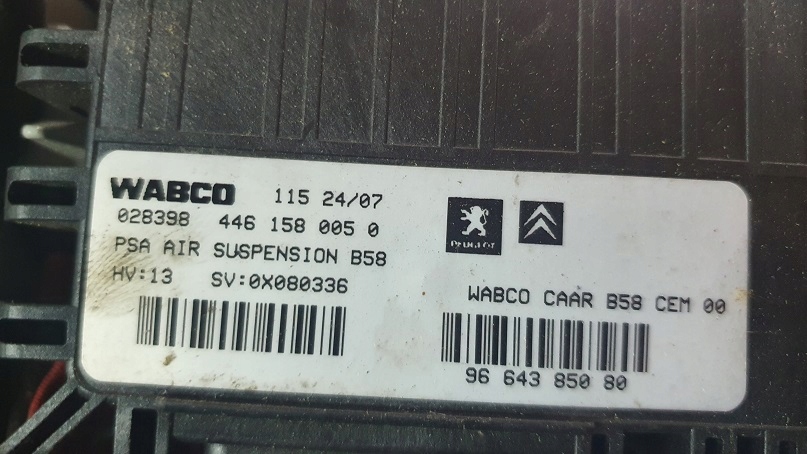 WABCO 115 24/07
028398 446 158 005 0
PSA AIR SUSPENSION B58
HV:13 SV:0X080336
PEUGEOT
WABCO CAAR B58 CEM 00
96 643 850 80